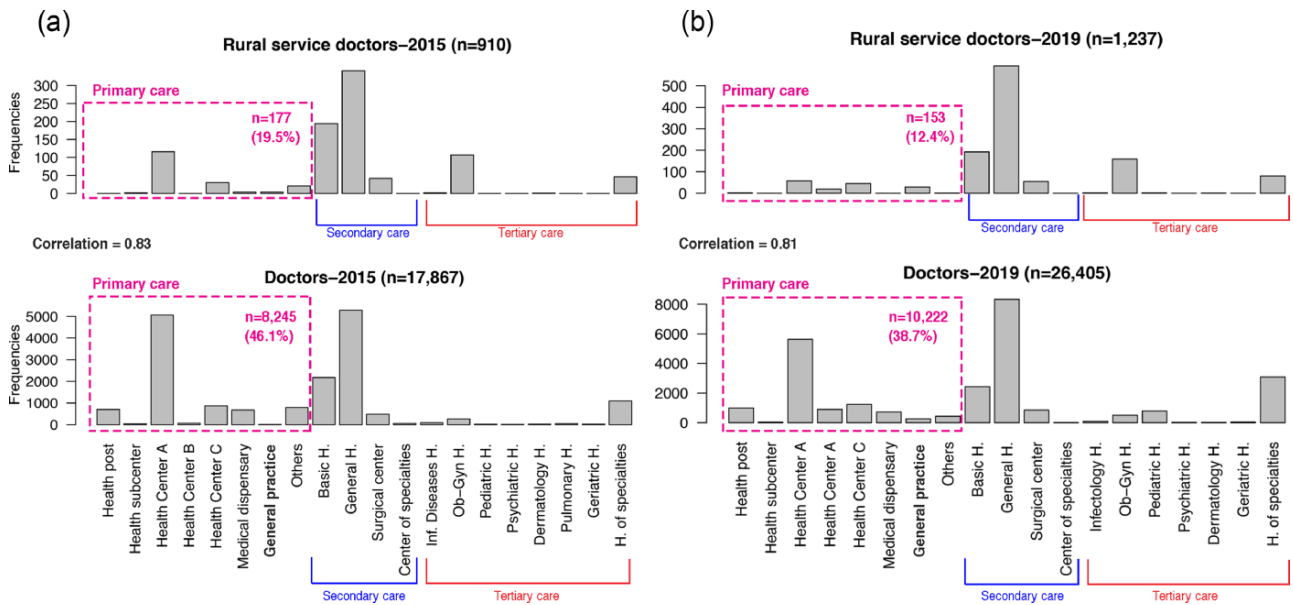 (a)
Rural service doctors–2015 (n=910)
Primary care
n=177
(19.5%)
Frequencies
300
250
200
150
100
50
0
Secondary care
Tertiary care
Correlation = 0.83
Doctors–2015 (n=17,867)
Primary care
n=8,245
(46.1%)
Frequencies
5000
4000
3000
2000
1000
0
Health post
Health subcenter
Health Center A
Health Center B
Health Center C
Medical dispensary
General practice
Others
Basic H.
General H.
Surgical center
Center of specialties
Inf. Diseases H.
Ob–Gyn H.
Pediatric H.
Psychiatric H.
Dermatology H.
Pulmonary H.
Geriatric H.
H. of specialties
Secondary care
Tertiary care
(b)
Rural service doctors–2019 (n=1,237)
Primary care
n=153
(12.4%)
500
400
300
200
100
0
Secondary care
Tertiary care
Correlation = 0.81
Doctors–2019 (n=26,405)
Primary care
n=10,222
(38.7%)
8000
6000
4000
2000
0
Health post
Health subcenter
Health Center A
Health Center A
Health Center C
Medical dispensary
General practice
Others
Basic H.
General H.
Surgical center
Center of specialties
Infectology H.
Ob–Gyn H.
Pediatric H.
Psychiatric H.
Dermatology H.
Geriatric H.
H. of specialties
Secondary care
Tertiary care